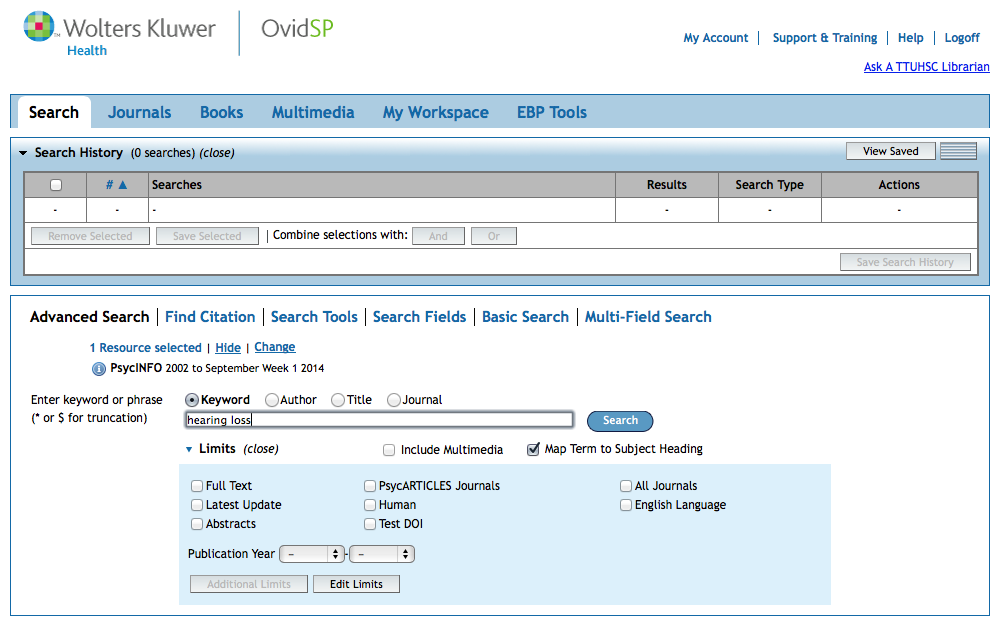 Wolters Kluwer
Health
OvidSP
My Account | Support & Training | Help | Logoff
Ask A TTUHSC Librarian
Search Journals Books Multimedia My Workspace EBP Tools
Search History (0 searches) (close)
View Saved
# ▲ Searches Results Search Type Actions
- - - - - -
Remove Selected Save Selected | Combine selections with: And Or
Save Search History
Advanced Search | Find Citation | Search Tools | Search Fields | Basic Search | Multi-Field Search
1 Resource selected | Hide | Change
i PsycINFO 2002 to September Week 1 2014
Enter keyword or phrase
(* or $ for truncation)
Keyword Author Title Journal
hearing loss
Search
Limits (close) Include Multimedia Map Term to Subject Heading
Full Text PsycARTICLES Journals All Journals
Latest Update Human English Language
Abstracts Test DOI
Publication Year - - -
Additional Limits Edit Limits